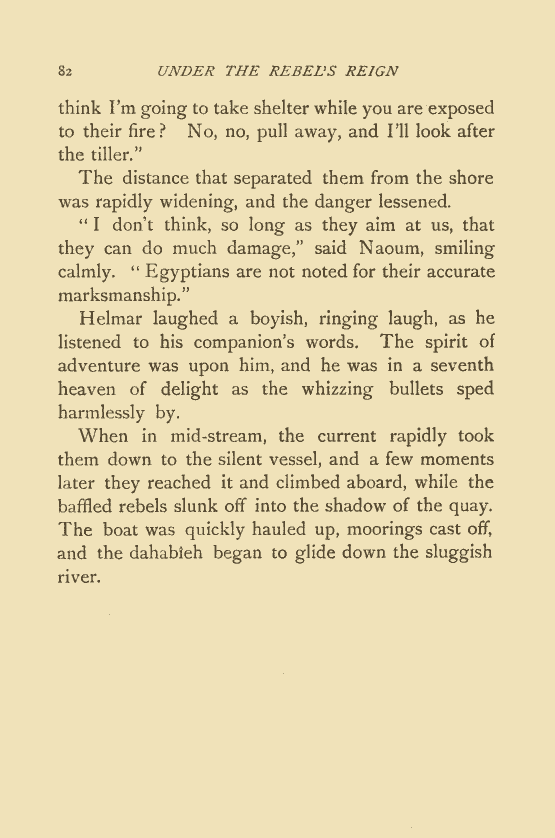 82 UNDER THE REBEL'S REIGN
think I'm going to take shelter while you are exposed
to their fire? No, no, pull away, and I'll look after
the tiller.”
The distance that separated them from the shore
was rapidly widening, and the danger lessened.
“I don't think, so long as they aim at us, that
they can do much damage,” said Naoum, smiling
calmly. “Egyptians are not noted for their accurate
marksmanship.”
Helmar laughed a boyish, ringing laugh, as he
listened to his companion's words. The spirit of
adventure was upon him, and he was in a seventh
heaven of delight as the whizzing bullets sped
harmlessly by.
When in mid-stream, the current rapidly took
them down to the silent vessel, and a few moments
later they reached it and climbed aboard, while the
baffled rebels slunk off into the shadow of the quay.
The boat was quickly hauled up, moorings cast off,
and the dahabieh began to glide down the sluggish
river.